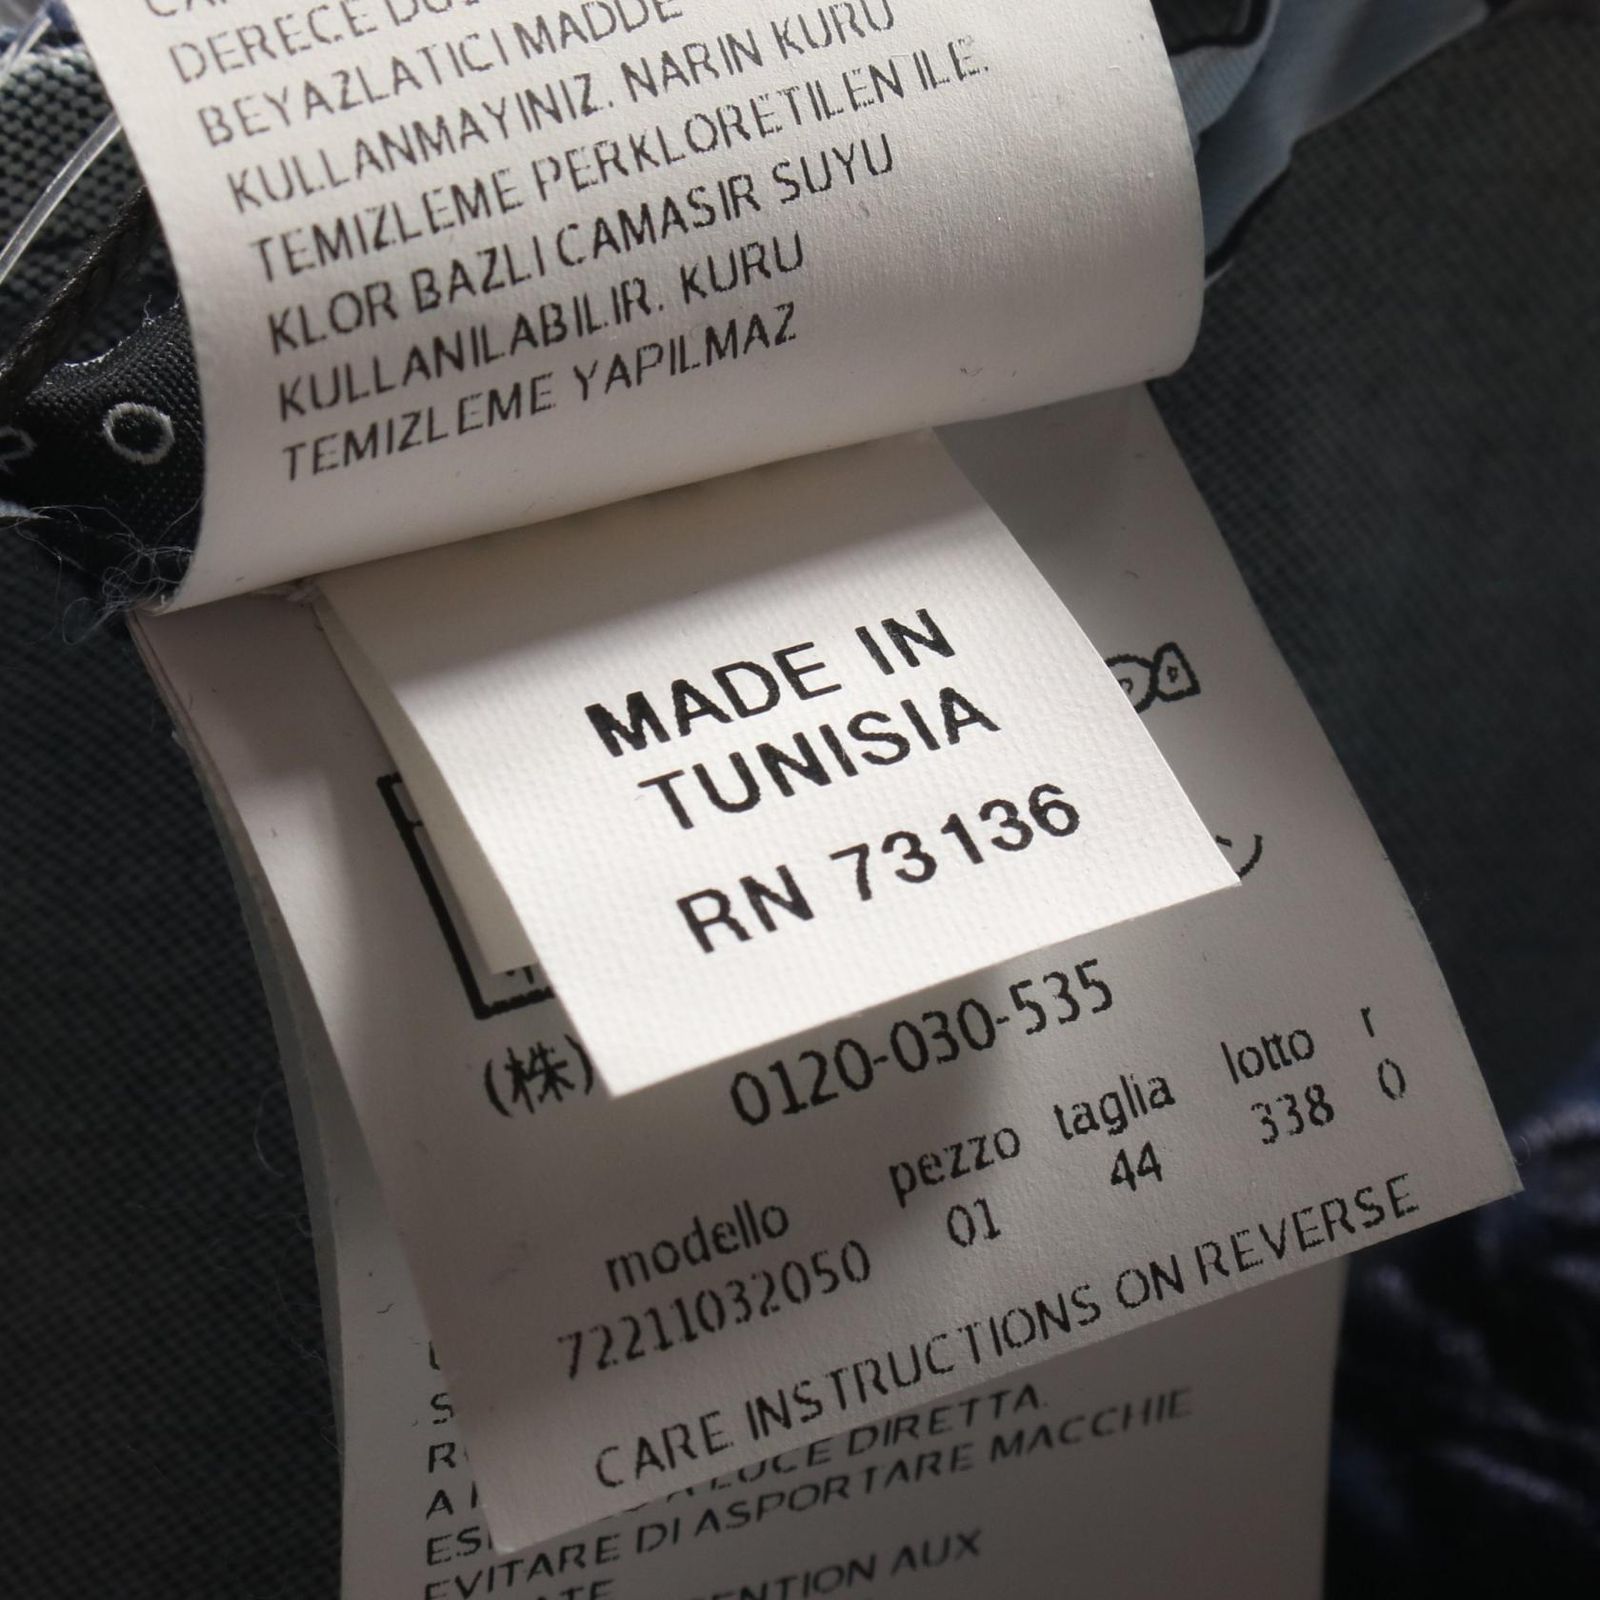 DERECE
BEYAZLATICI MADDE
KULLANMAYINIZ. NARIN KURU
TEMIZLEME PERKLORETILEN ILE.
KLOR BAZLI CAMASIR SUYU
KULLANILABILIR. KURU
TEMIZLEME YAPILMAZ
MADE IN
TUNISIA
RN 73136
(株) 0120-030-535
modello pezzo taglia lotto r
72211032050 01 44 338 0
CARE INSTRUCTIONS ON REVERSE
A LUCE DIRETTA.
EVITARE DI ASPORTARE MACCHIE
AUX